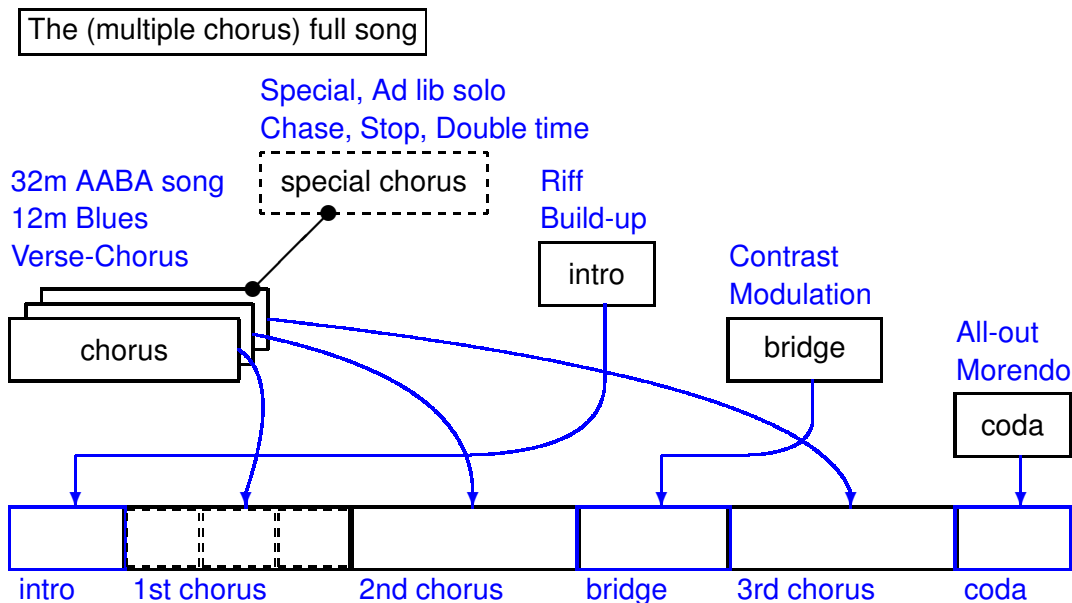 The (multiple chorus) full song
Special, Ad lib solo
Chase, Stop, Double time
special chorus
32m AABA song
12m Blues
Verse-Chorus
chorus
Riff
Build-up
intro
Contrast
Modulation
bridge
All-out
Morendo
coda
intro
1st chorus
2nd chorus
bridge
3rd chorus
coda